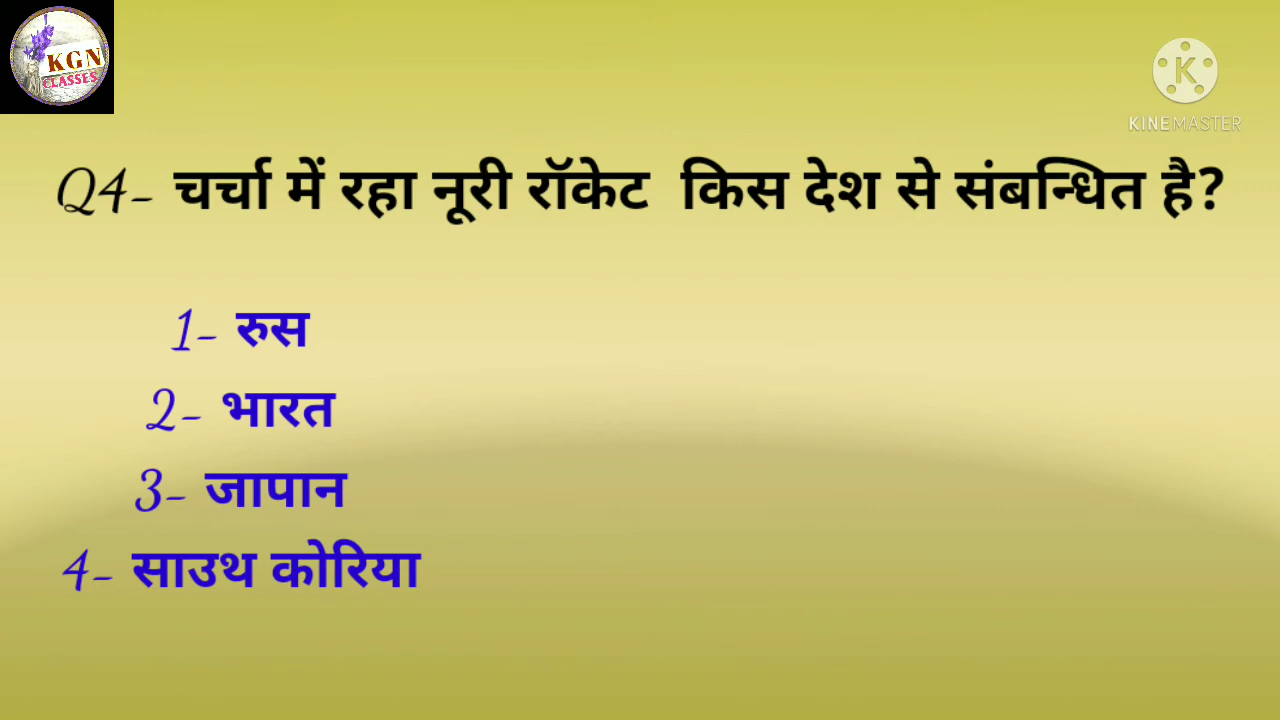 KGN
CLASSES
KINEMASTER
Q4- चर्चा में रहा नूरी रॉकेट किस देश से संबन्धित है?
1- रुस
2- भारत
3- जापान
4- साउथ कोरिया